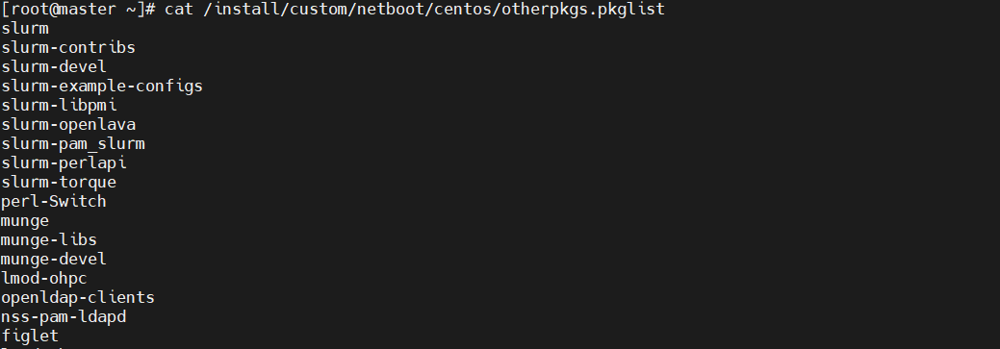 [root@master ~]# cat /install/custom/netboot/centos/otherpkgs.pkglist
slurm
slurm-contribs
slurm-devel
slurm-example-configs
slurm-libpmi
slurm-openlava
slurm-pam_slurm
slurm-perlapi
slurm-torque
perl-Switch
munge
munge-libs
munge-devel
lmod-ohpc
openldap-clients
nss-pam-ldapd
figlet